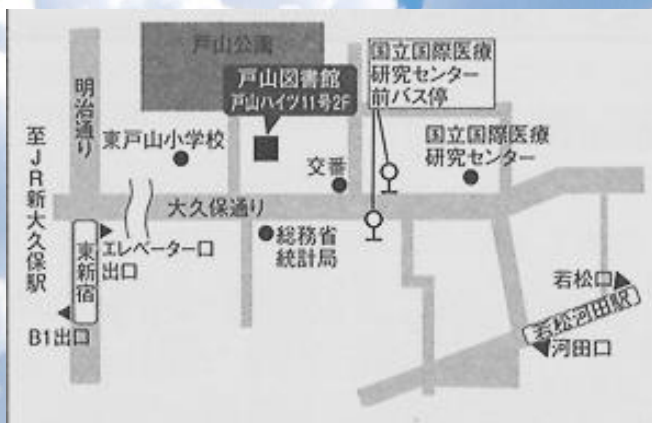 戸山公園
戸山図書館
戸山ハイツ11号2F
国立国際医療
研究センター
前バス停
明治通り
東戸山小学校
交番
国立国際医療
研究センター
至JR新大久保駅
大久保通り
エレベーター口
出口
総務省
統計局
東新宿
B1出口
若松口
若松河田駅
河田口